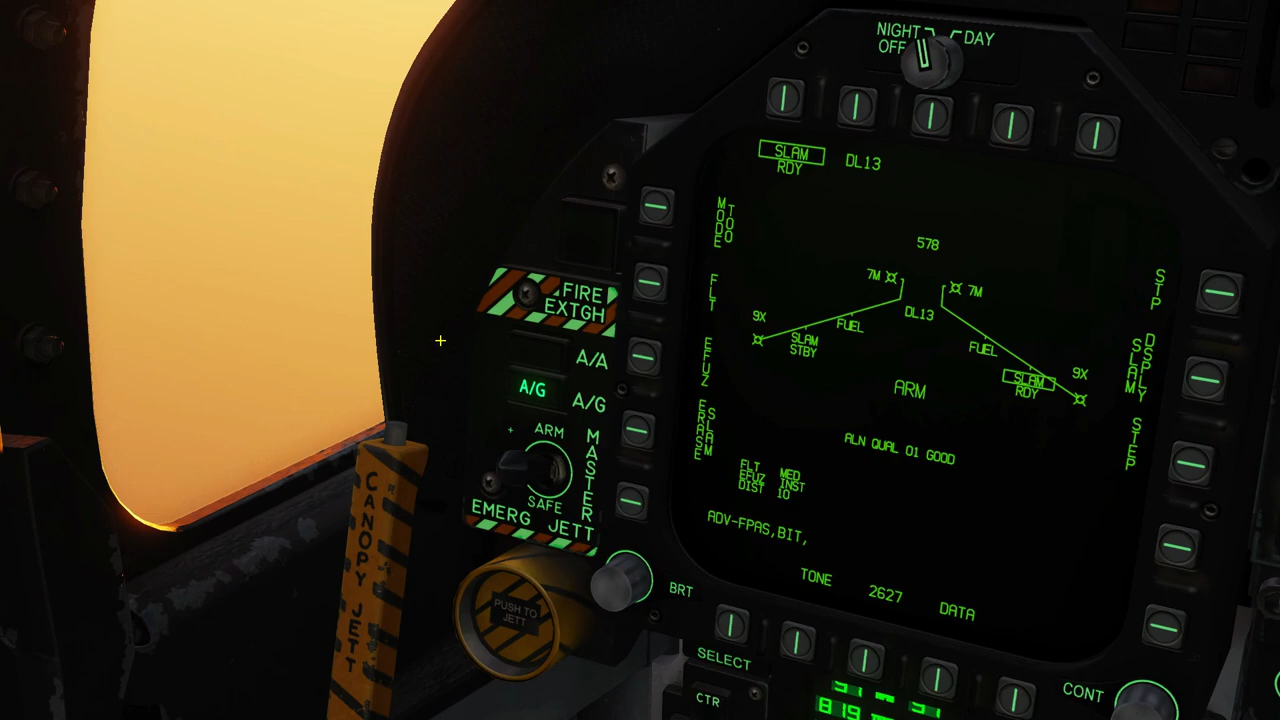 NIGHT
OFF
DAY
SLAM
RDY
DL13
MODE
TOO
578
7M
7M
FLT
STP
9X
DL13
FUEL
SLAM
STBY
FUEL
9X
SLAM
RDY
EFUZ
SLAM
DSPLY
ARM
ERASE
SLAM
STEP
ALN QUAL 01 GOOD
FLT MED
EFUZ INST
DIST 10
ADV-FPAS,BIT,
TONE
2627
DATA
FIRE
EXTGH
A/A
A/G
A/G
MASTER
ARM
SAFE
EMERG JETT
CANOPY JETT
PUSH TO
JETT
BRT
SELECT
CTR
CONT
819